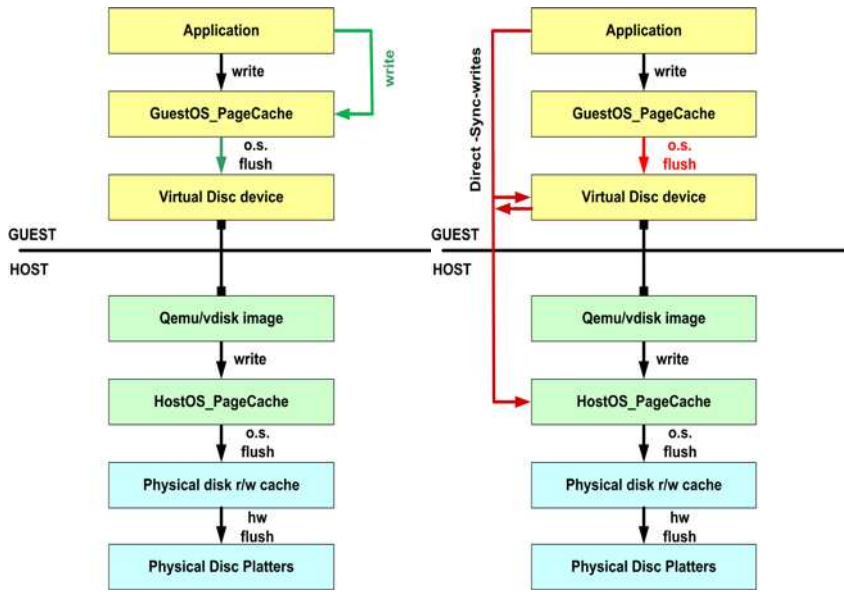 Application
write
write
GuestOS_PageCache
o.s.
flush
Virtual Disc device
GUEST
HOST
Qemu/vdisk image
write
HostOS_PageCache
o.s.
flush
Physical disk r/w cache
hw
flush
Physical Disc Platters
Application
write
Direct -Sync-writes
GuestOS_PageCache
o.s.
flush
Virtual Disc device
GUEST
HOST
Qemu/vdisk image
write
HostOS_PageCache
o.s.
flush
Physical disk r/w cache
hw
flush
Physical Disc Platters